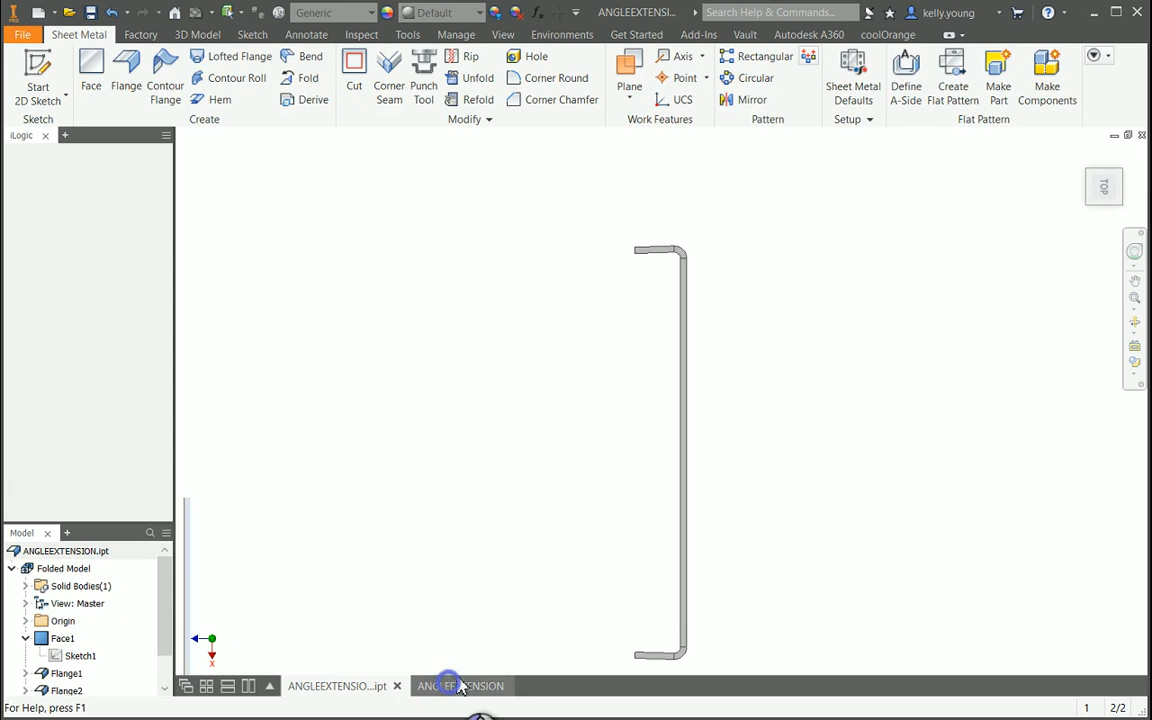 Generic
Default
ANGLEEXTENSI...
Search Help & Commands...
kelly.young
File
Sheet Metal
Factory
3D Model
Sketch
Annotate
Inspect
Tools
Manage
View
Environments
Get Started
Add-Ins
Vault
Autodesk A360
coolOrange
Start
2D Sketch
Face
Flange
Contour
Flange
Lofted Flange
Contour Roll
Hem
Bend
Fold
Derive
Cut
Corner
Seam
Punch
Tool
Rip
Unfold
Refold
Hole
Corner Round
Corner Chamfer
Plane
Axis
Point
UCS
Rectangular
Circular
Mirror
Sheet Metal
Defaults
Define
A-Side
Create
Flat Pattern
Make
Part
Make
Components
Sketch
Create
Modify
Work Features
Pattern
Setup
Flat Pattern
iLogic
TOP
Model
ANGLEEXTENSION.ipt
Folded Model
Solid Bodies(1)
View: Master
Origin
Face1
Sketch1
Flange1
Flange2
X
ANGLEEXTENSIO...ipt
ANGLEEXTENSION
For Help, press F1
1
2/2